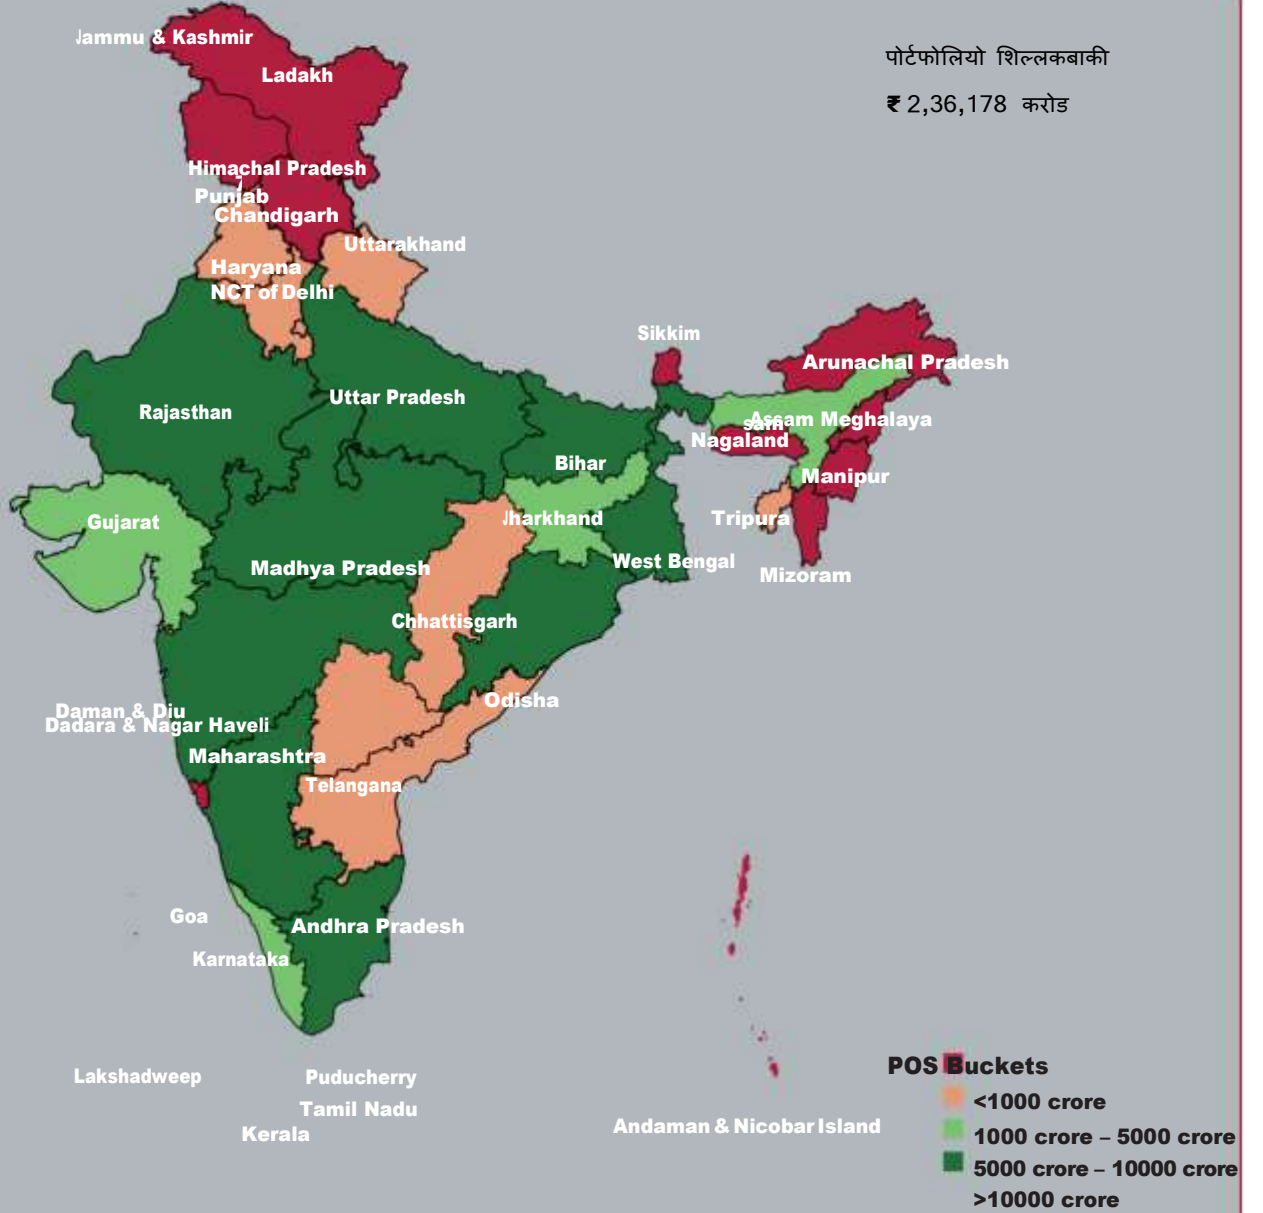 Jammu & Kashmir
Ladakh
पोर्टफोलियो शिल्लकबाकी
₹ 2,36,178 करोड
Himachal Pradesh
Punjab
Chandigarh
Uttarakhand
Haryana
NCT of Delhi
Sikkim
Arunachal Pradesh
Uttar Pradesh
Rajasthan
Assam Meghalaya
Nagaland
Bihar
Manipur
Gujarat
Jharkhand
Tripura
West Bengal
Madhya Pradesh
Mizoram
Chhattisgarh
Odisha
Daman & Diu
Dadara & Nagar Haveli
Maharashtra
Telangana
Goa
Andhra Pradesh
Karnataka
Lakshadweep
Puducherry
Tamil Nadu
Kerala
Andaman & Nicobar Island
POS Buckets
<1000 crore
1000 crore – 5000 crore
5000 crore – 10000 crore
>10000 crore